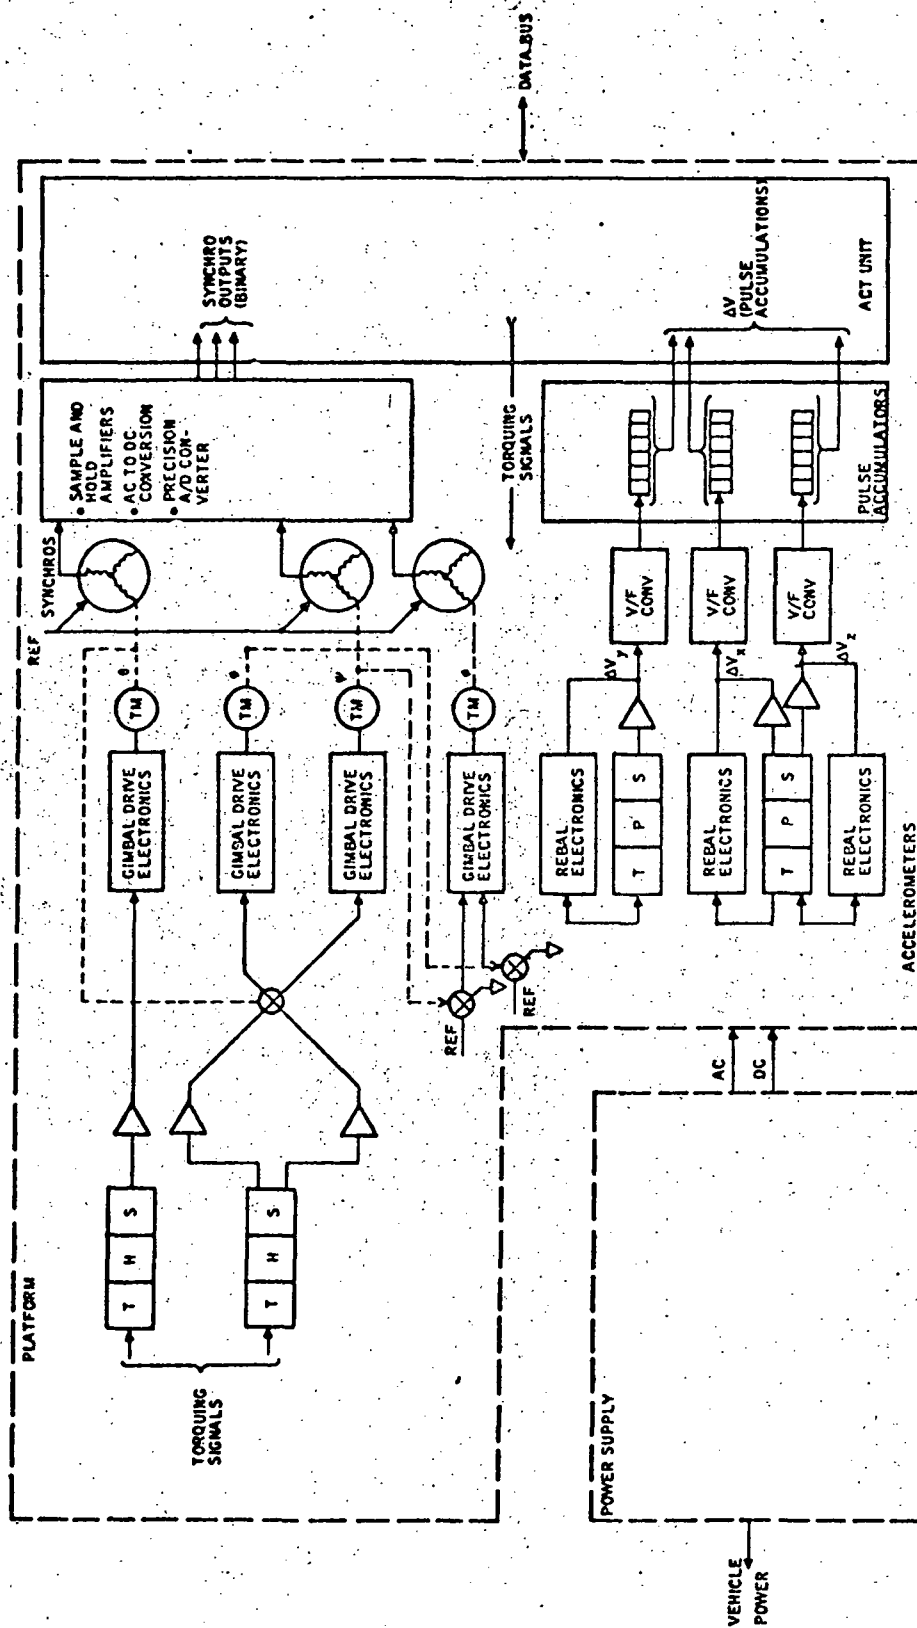 PLATFORM
TORQUING
SIGNALS
T H S
T H S
GIMBAL DRIVE
ELECTRONICS
GIMBAL DRIVE
ELECTRONICS
GIMBAL DRIVE
ELECTRONICS
GIMBAL DRIVE
ELECTRONICS
TM
TM
TM
TM
Ψ
REF
REF
REF
SYNCHROS
• SAMPLE AND
HOLD
AMPLIFIERS
• AC TO DC
CONVERSION
• PRECISION
A/D CON-
VERTER
SYNCHRO
OUTPUTS
(BINARY)
TORQUING
SIGNALS
DATA BUS
REBAL
ELECTRONICS
T P S
REBAL
ELECTRONICS
T P S
REBAL
ELECTRONICS
ACCELEROMETERS
ΔVy
ΔVx
ΔVz
V/F
CONV
V/F
CONV
V/F
CONV
PULSE
ACCUMULATORS
ΔV
(PULSE
ACCUMULATIONS)
ACT UNIT
AC
DC
POWER SUPPLY
VEHICLE
POWER